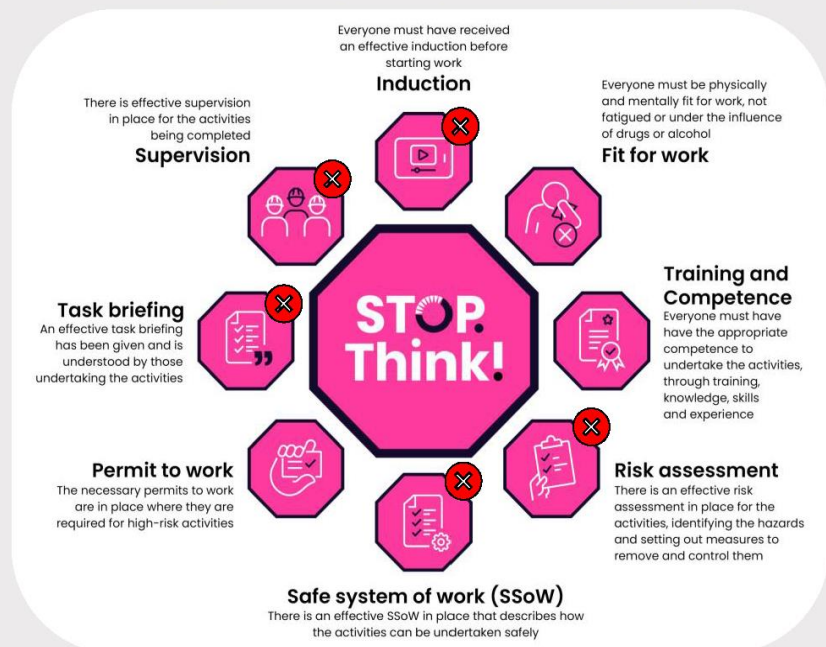 Everyone must have received
an effective induction before
starting work
Induction
Everyone must be physically
and mentally fit for work, not
fatigued or under the influence
of drugs or alcohol
Fit for work
Training and
Competence
Everyone must have
have the appropriate
competence to
undertake the activities,
through training,
knowledge, skills
and experience
Risk assessment
There is an effective risk
assessment in place for the
activities, identifying the hazards
and setting out measures to
remove and control them
Safe system of work (SSoW)
There is an effective SSoW in place that describes how
the activities can be undertaken safely
Permit to work
The necessary permits to work
are in place where they are
required for high-risk activities
Task briefing
An effective task briefing
has been given and is
understood by those
undertaking the activities
There is effective supervision
in place for the activities
being completed
Supervision
STOP.
Think!